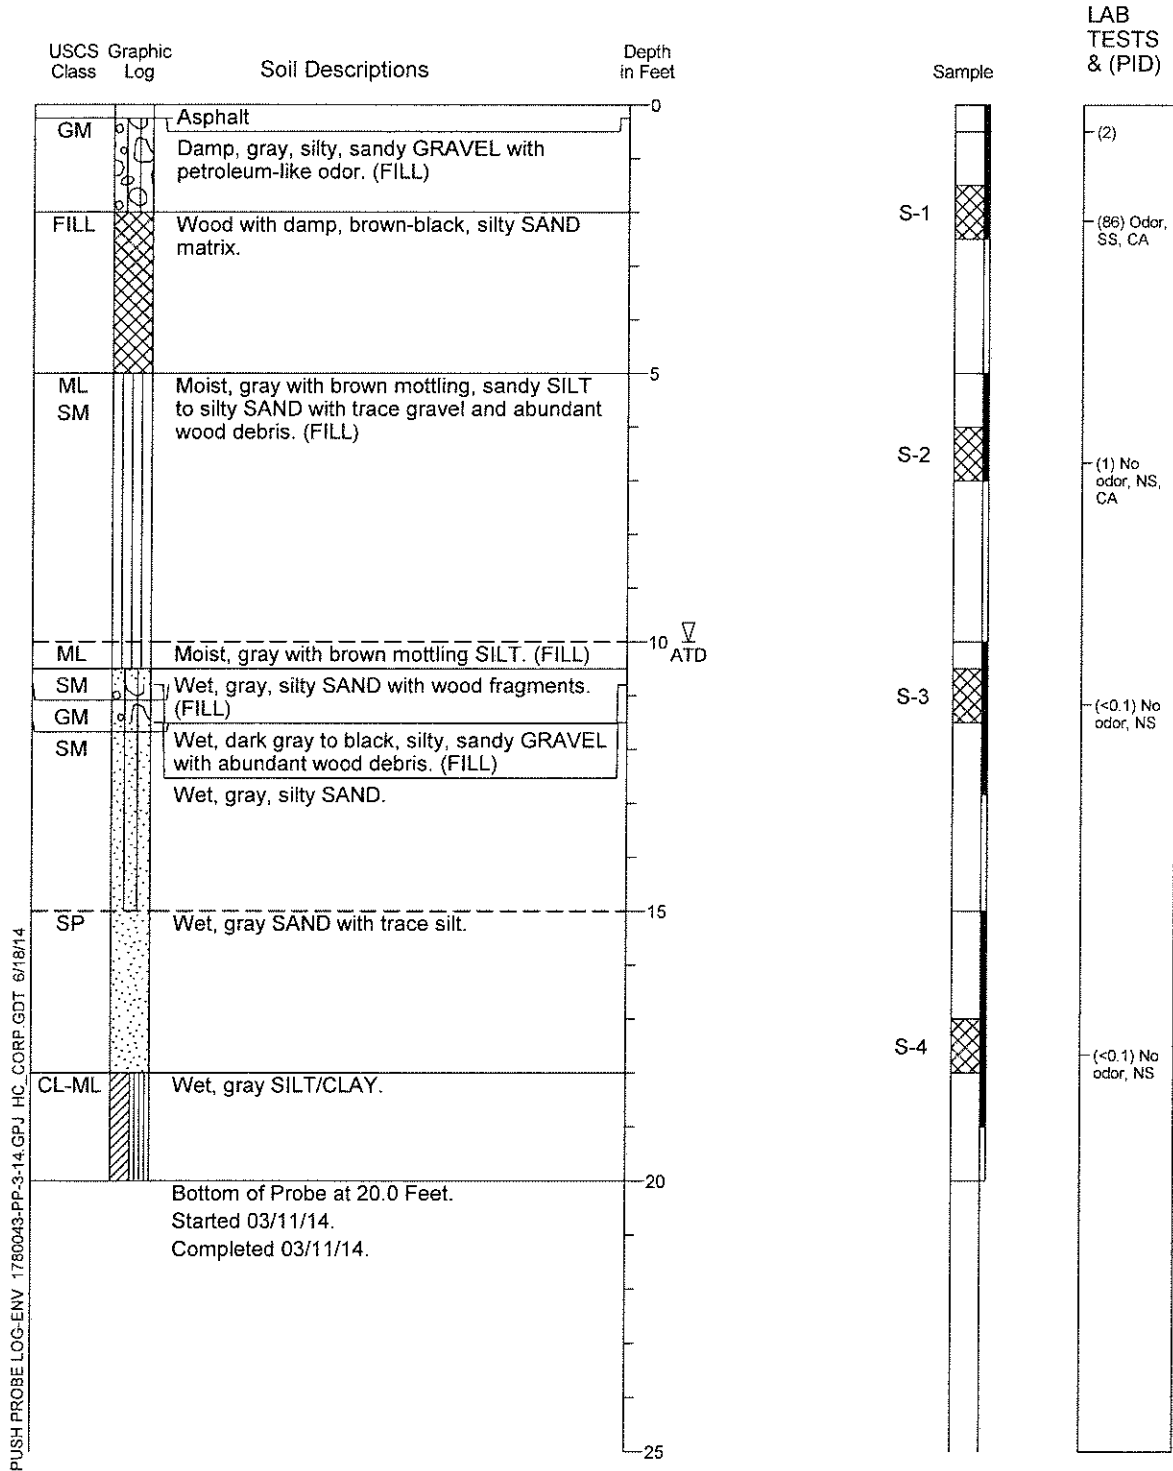 LAB
TESTS
& (PID)
USCS Graphic
Class Log
Soil Descriptions
Depth
in Feet
Sample
0
Asphalt
GM
Damp, gray, silty, sandy GRAVEL with
petroleum-like odor. (FILL)
(2)
S-1
FILL
Wood with damp, brown-black, silty SAND
matrix.
(86) Odor,
SS, CA
5
ML
SM
Moist, gray with brown mottling, sandy SILT
to silty SAND with trace gravel and abundant
wood debris. (FILL)
S-2
(1) No
odor, NS,
CA
10
ATD
ML
Moist, gray with brown mottling SILT. (FILL)
SM
Wet, gray, silty SAND with wood fragments.
(FILL)
S-3
(<0.1) No
odor, NS
GM
SM
Wet, dark gray to black, silty, sandy GRAVEL
with abundant wood debris. (FILL)
Wet, gray, silty SAND.
15
SP
Wet, gray SAND with trace silt.
S-4
(<0.1) No
odor, NS
CL-ML
Wet, gray SILT/CLAY.
20
Bottom of Probe at 20.0 Feet.
Started 03/11/14.
Completed 03/11/14.
25
PUSH PROBE LOG-ENV 1780043-PP-3-14.GPJ HC_CORP.GDT 6/18/14